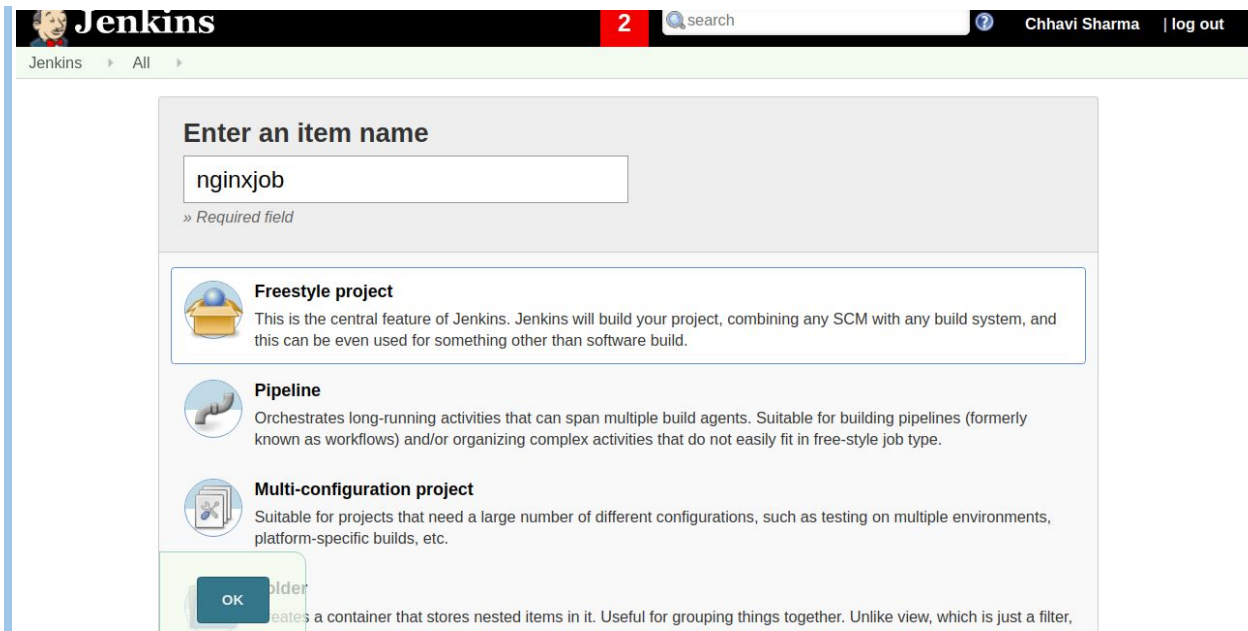 Jenkins
2
search
Chhavi Sharma
| log out
Jenkins
All
Enter an item name
nginxjob
» Required field
Freestyle project
This is the central feature of Jenkins. Jenkins will build your project, combining any SCM with any build system, and
this can be even used for something other than software build.
Pipeline
Orchestrates long-running activities that can span multiple build agents. Suitable for building pipelines (formerly
known as workflows) and/or organizing complex activities that do not easily fit in free-style job type.
Multi-configuration project
Suitable for projects that need a large number of different configurations, such as testing on multiple environments,
platform-specific builds, etc.
older
OK
eates a container that stores nested items in it. Useful for grouping things together. Unlike view, which is just a filter,